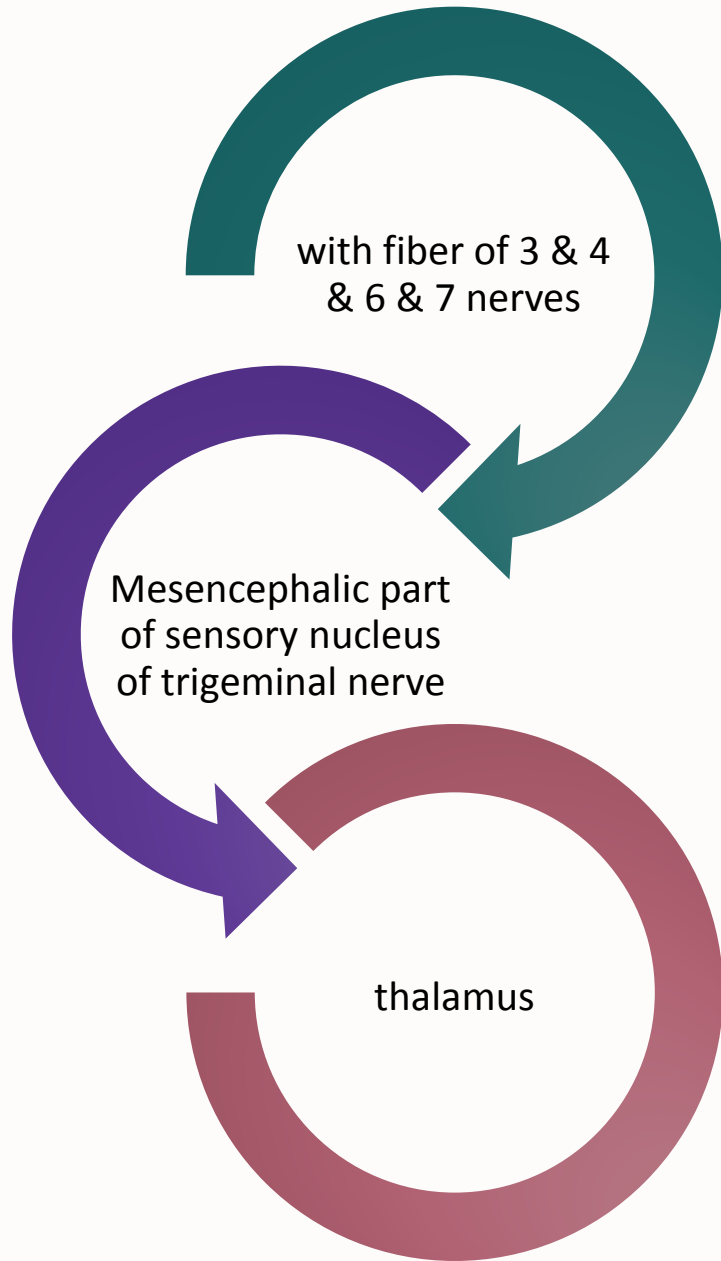 with fiber of 3 & 4
& 6 & 7 nerves
Mesencephalic part
of sensory nucleus
of trigeminal nerve
thalamus